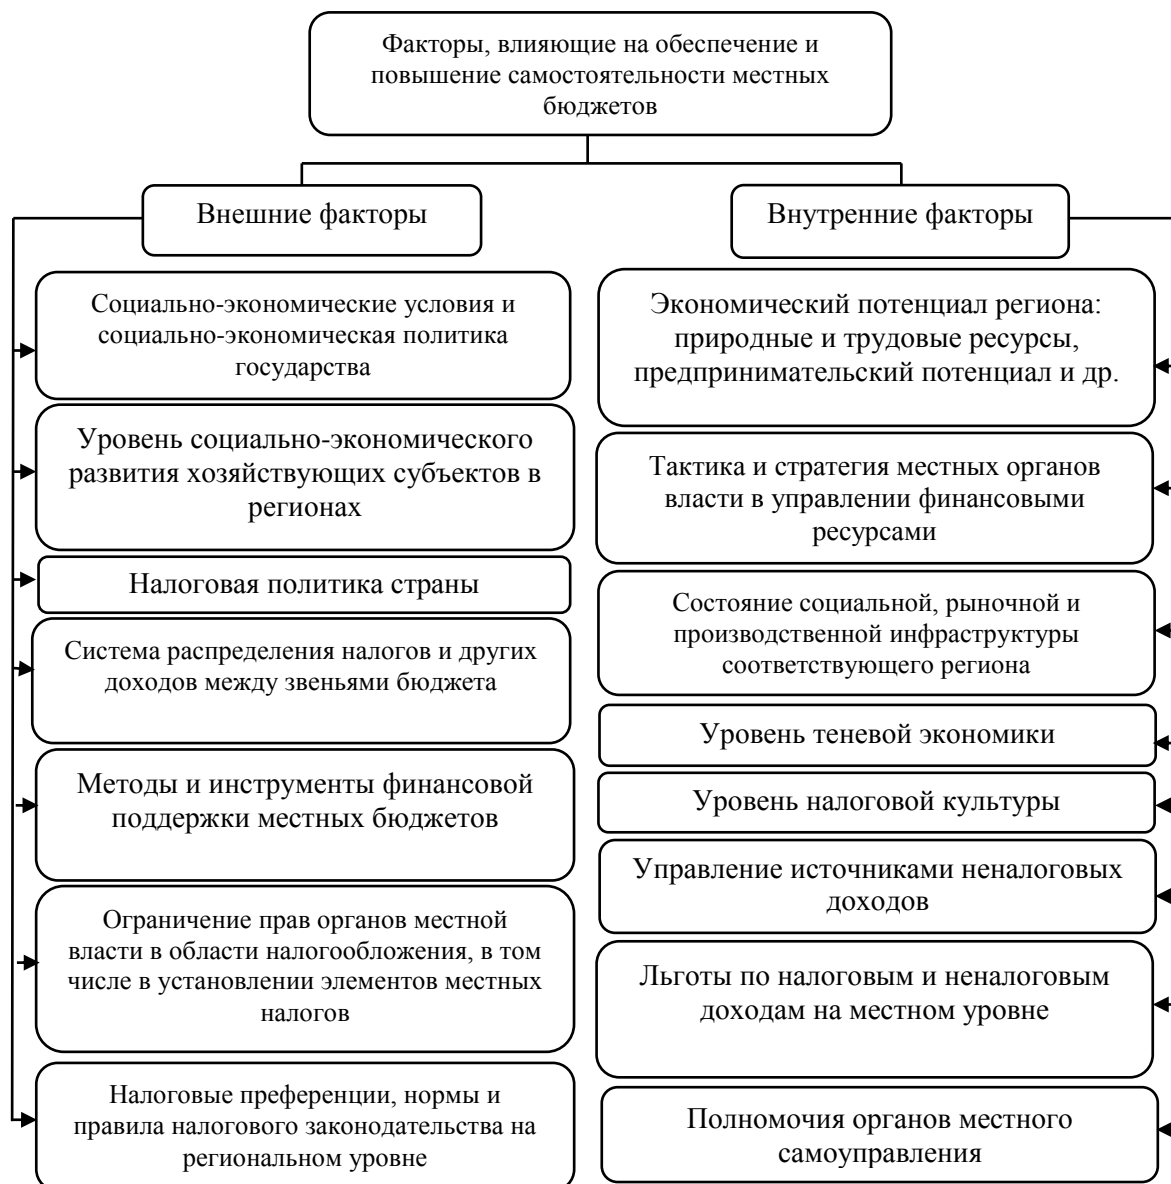 Факторы, влияющие на обеспечение и
повышение самостоятельности местных
бюджетов
Внешние факторы
Социально-экономические условия и
социально-экономическая политика
государства
Уровень социально-экономического
развития хозяйствующих субъектов в
регионах
Налоговая политика страны
Система распределения налогов и других
доходов между звеньями бюджета
Методы и инструменты финансовой
поддержки местных бюджетов
Ограничение прав органов местной
власти в области налогообложения, в том
числе в установлении элементов местных
налогов
Налоговые преференции, нормы и
правила налогового законодательства на
региональном уровне
Внутренние факторы
Экономический потенциал региона:
природные и трудовые ресурсы,
предпринимательский потенциал и др.
Тактика и стратегия местных органов
власти в управлении финансовыми
ресурсами
Состояние социальной, рыночной и
производственной инфраструктуры
соответствующего региона
Уровень теневой экономики
Уровень налоговой культуры
Управление источниками неналоговых
доходов
Льготы по налоговым и неналоговым
доходам на местном уровне
Полномочия органов местного
самоуправления